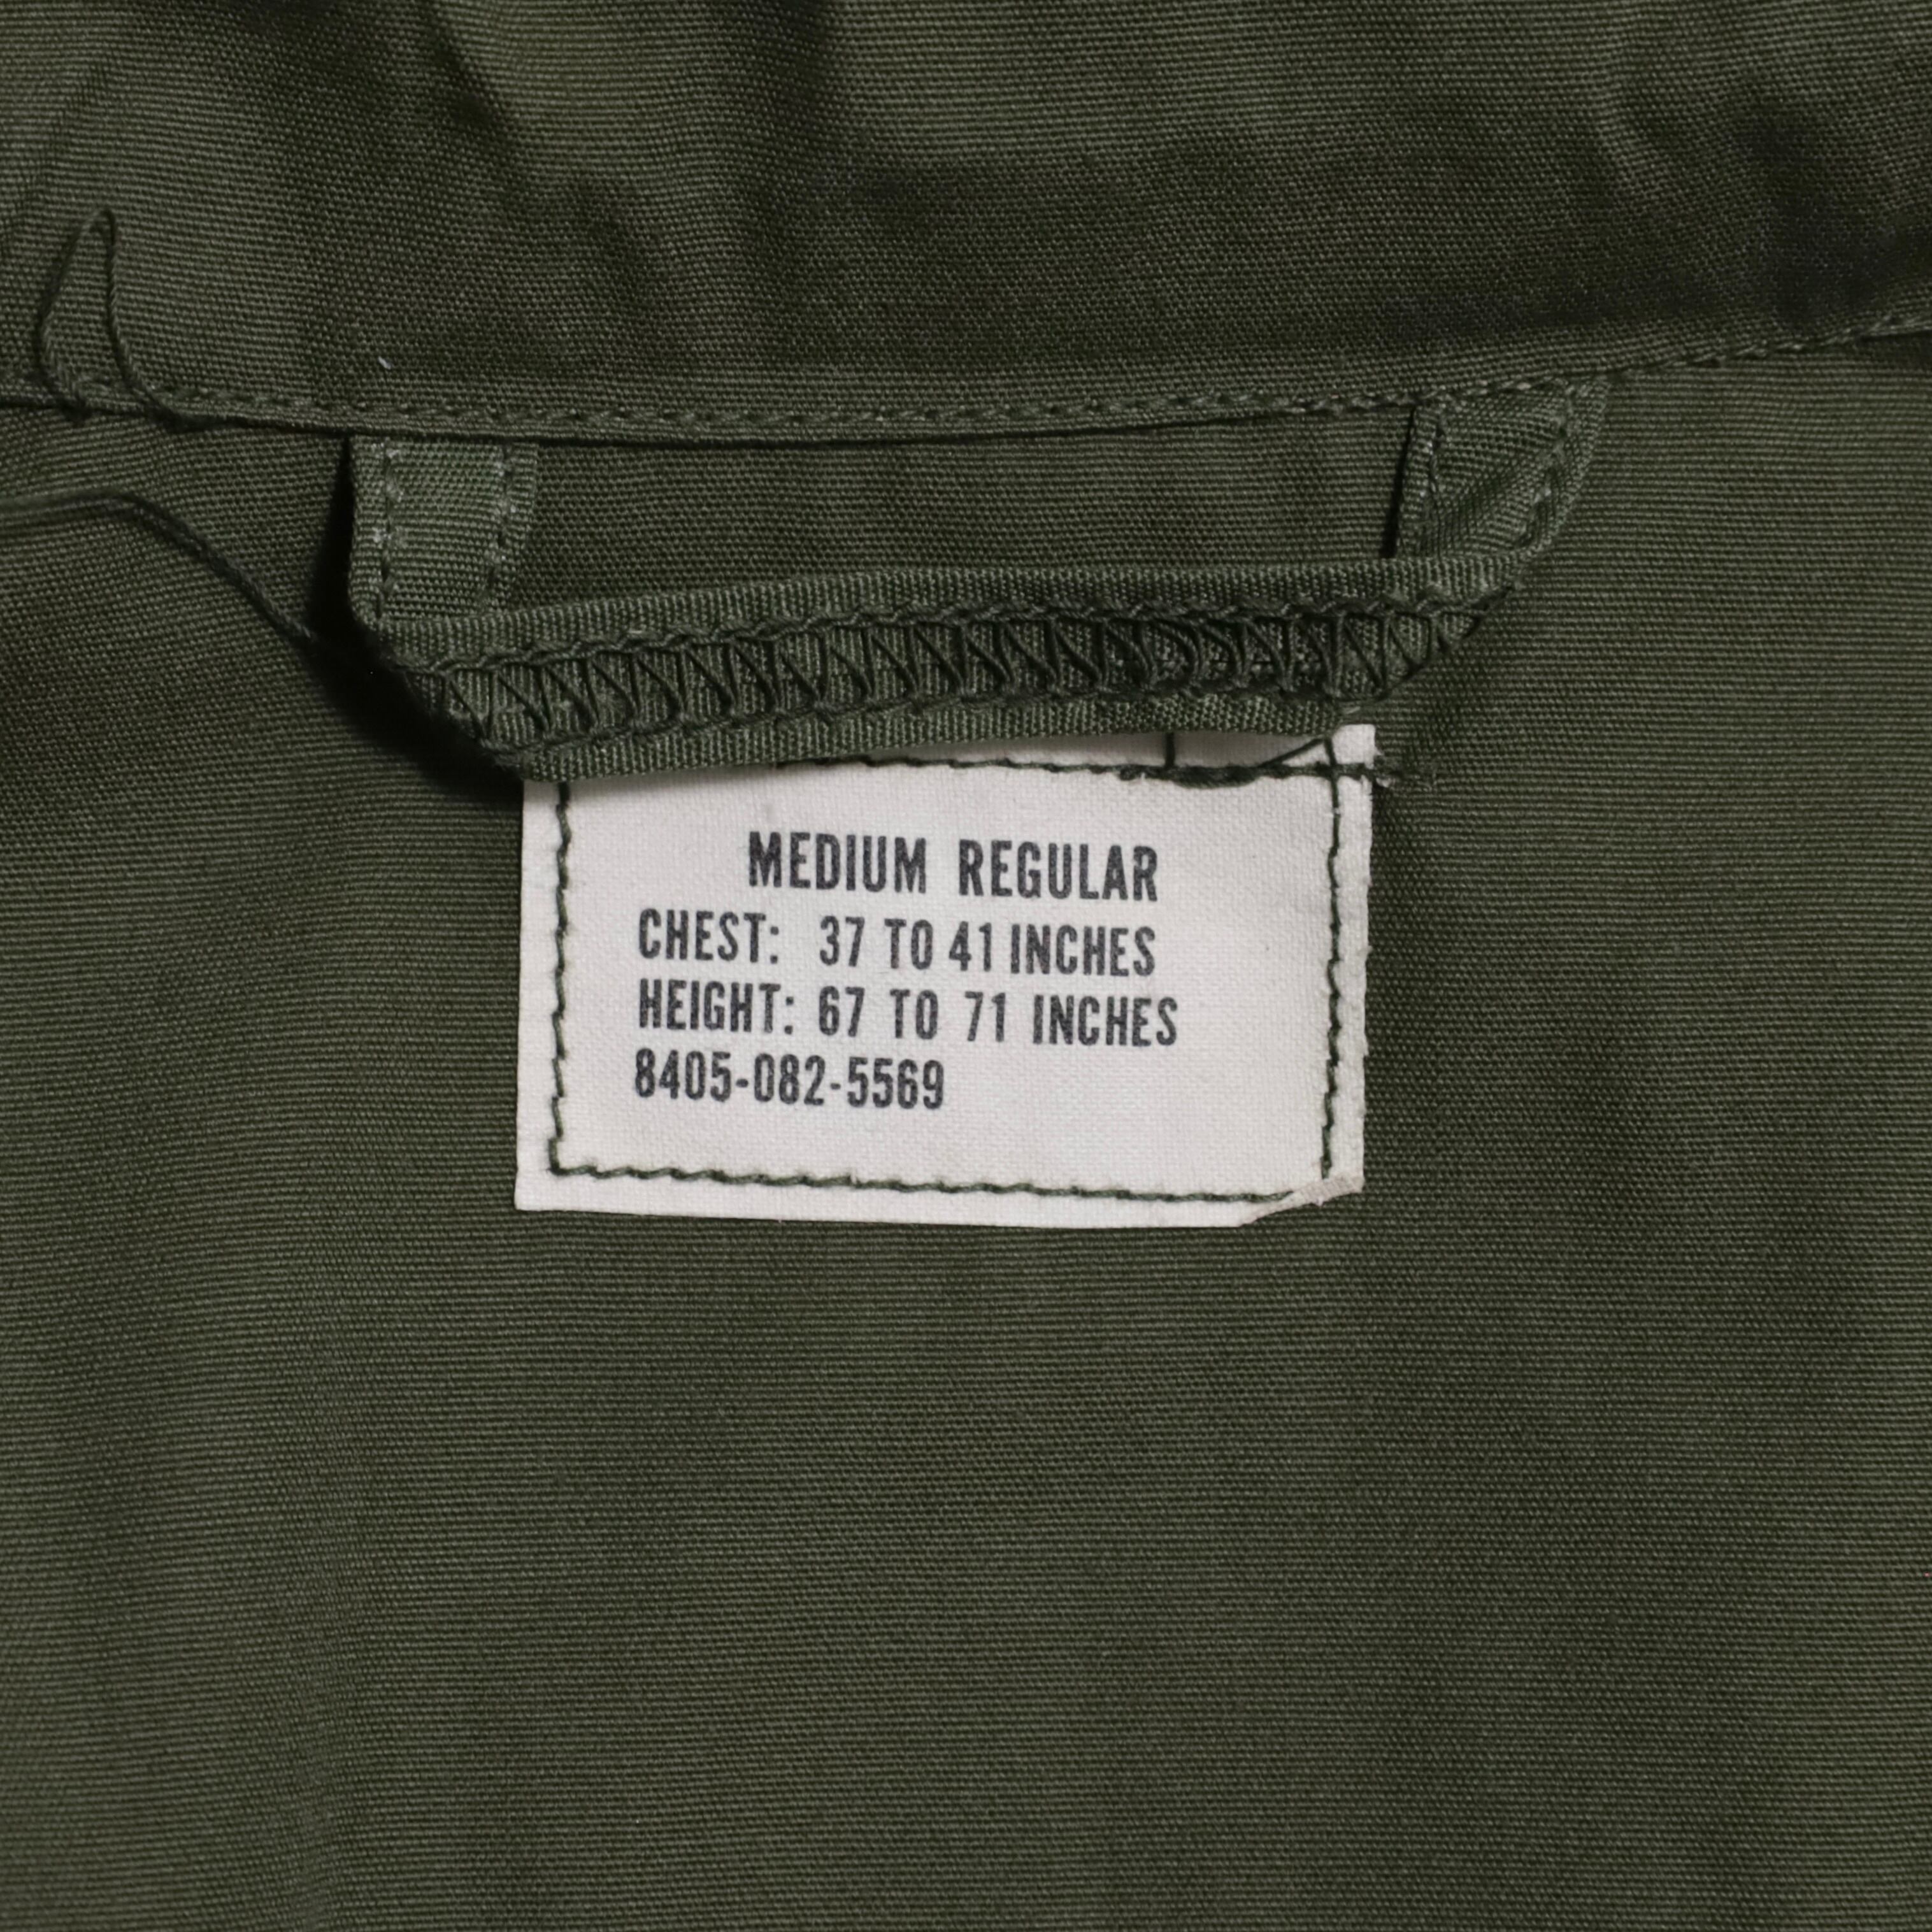 MEDIUM REGULAR
CHEST: 37 TO 41 INCHES
HEIGHT: 67 TO 71 INCHES
8405-082-5569